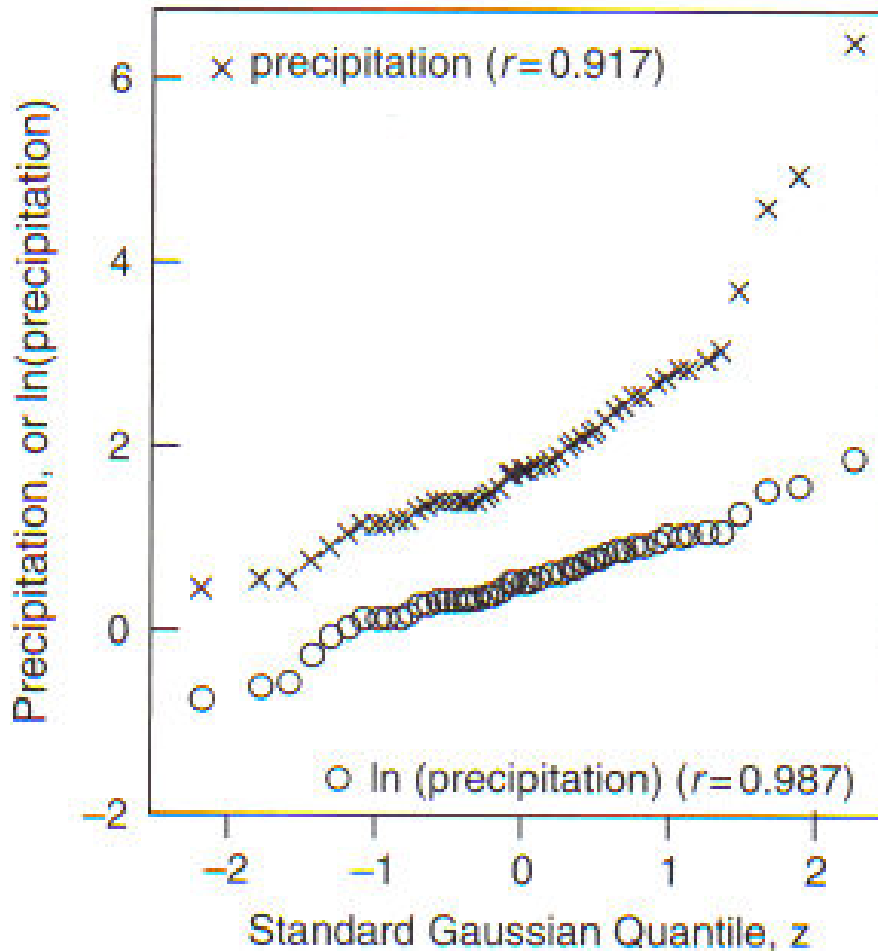 Precipitation, or ln(precipitation)
6
4
2
0
−2
× precipitation (r=0.917)
○ ln (precipitation) (r=0.987)
−2 −1 0 1 2
Standard Gaussian Quantile, z